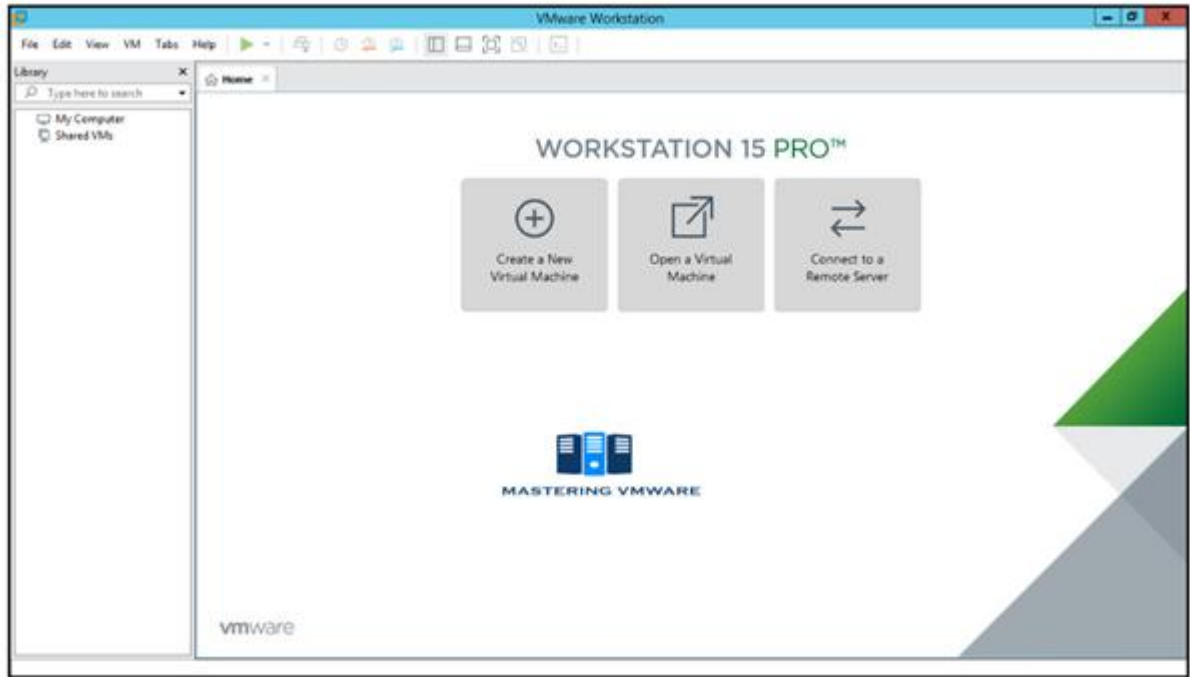 VMware Workstation
File Edit View VM Tabs Help
Library
Home
Type here to search
My Computer
Shared VMs
WORKSTATION 15 PRO™
Create a New
Virtual Machine
Open a Virtual
Machine
Connect to a
Remote Server
MASTERING VMWARE
vmware